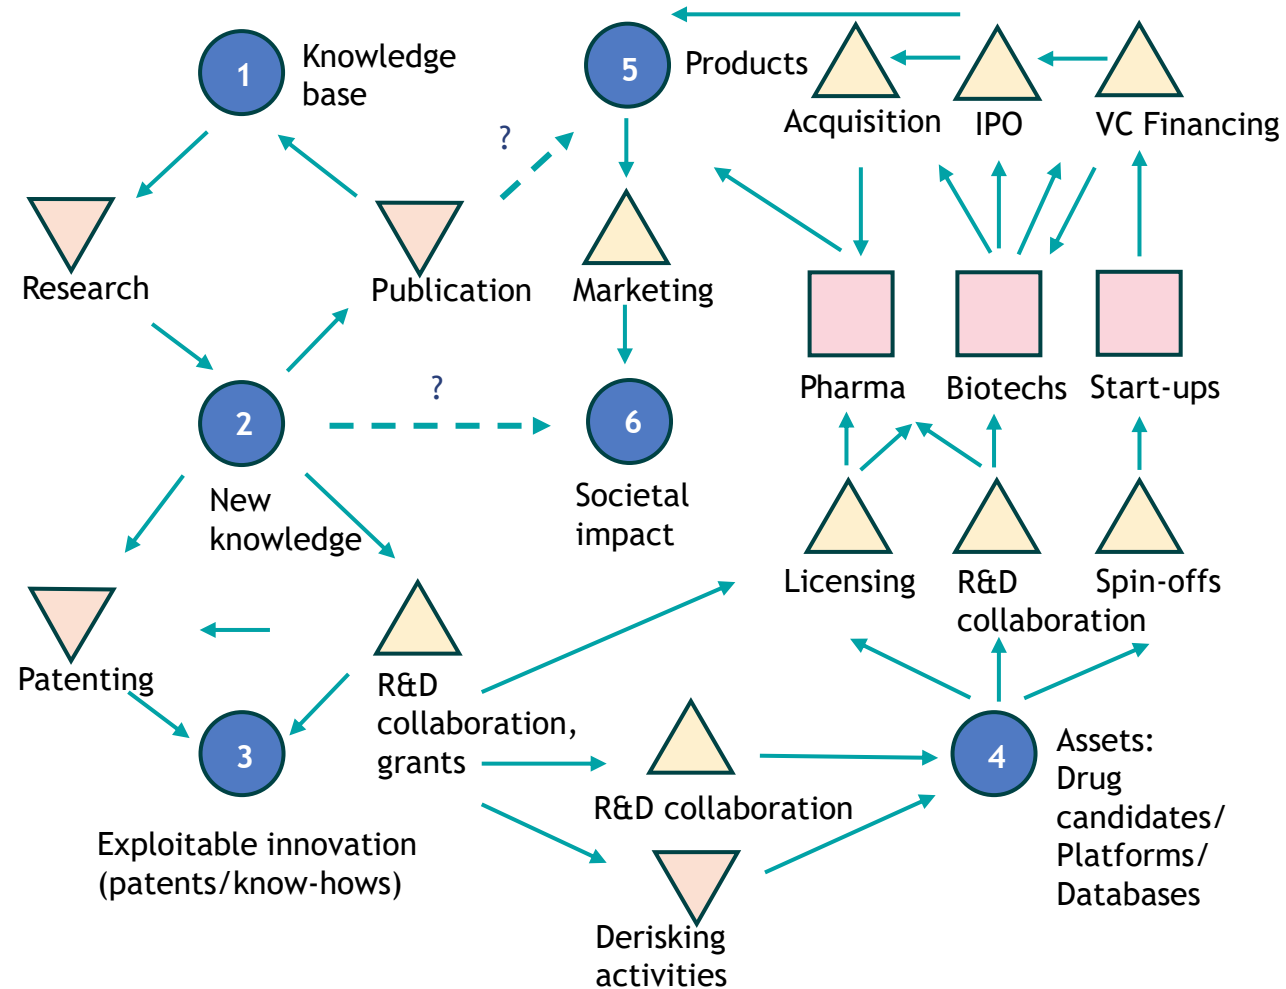 1
Knowledge
base
5
Products
Acquisition
IPO
VC Financing
?
Research
Publication
Marketing
Pharma
Biotechs
Start-ups
2
?
6
New
knowledge
Societal
impact
Licensing
R&D
collaboration
Spin-offs
Patenting
R&D
collaboration,
grants
3
Exploitable innovation
(patents/know-hows)
R&D collaboration
4
Assets:
Drug
candidates/
Platforms/
Databases
Derisking
activities